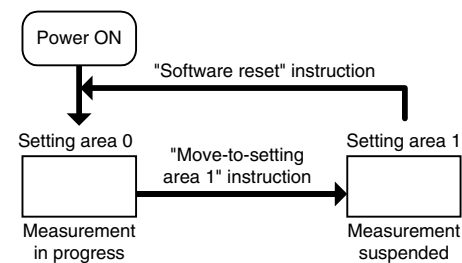 Power ON
"Software reset" instruction
Setting area 0
Setting area 1
"Move-to-setting
area 1" instruction
Measurement
in progress
Measurement
suspended